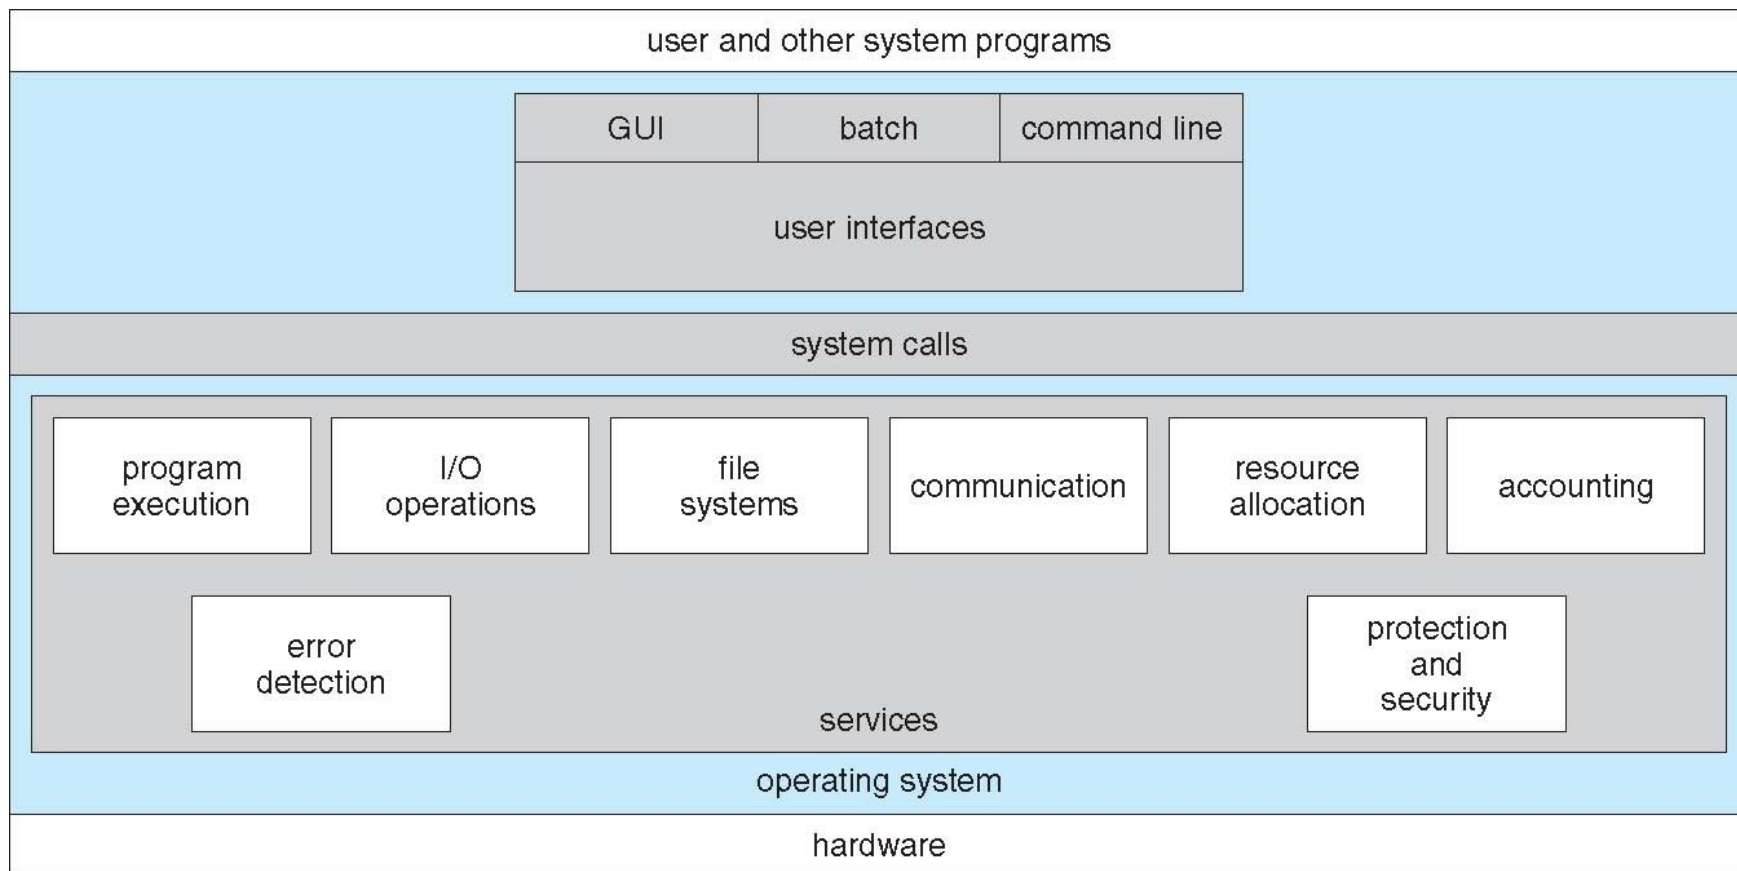 user and other system programs
GUI
batch
command line
user interfaces
system calls
program
execution
I/O
operations
file
systems
communication
resource
allocation
accounting
error
detection
protection
and
security
services
operating system
hardware